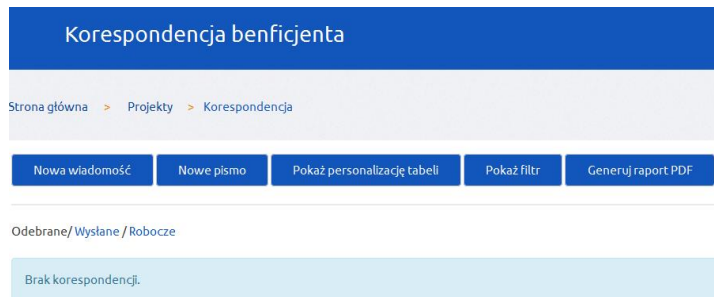 Korespondencja benficjenta
Strona główna > Projekty > Korespondencja
Nowa wiadomość Nowe pismo Pokaż personalizację tabeli Pokaż filtr Generuj raport PDF
Odebrane/ Wysłane / Robocze
Brak korespondencji.